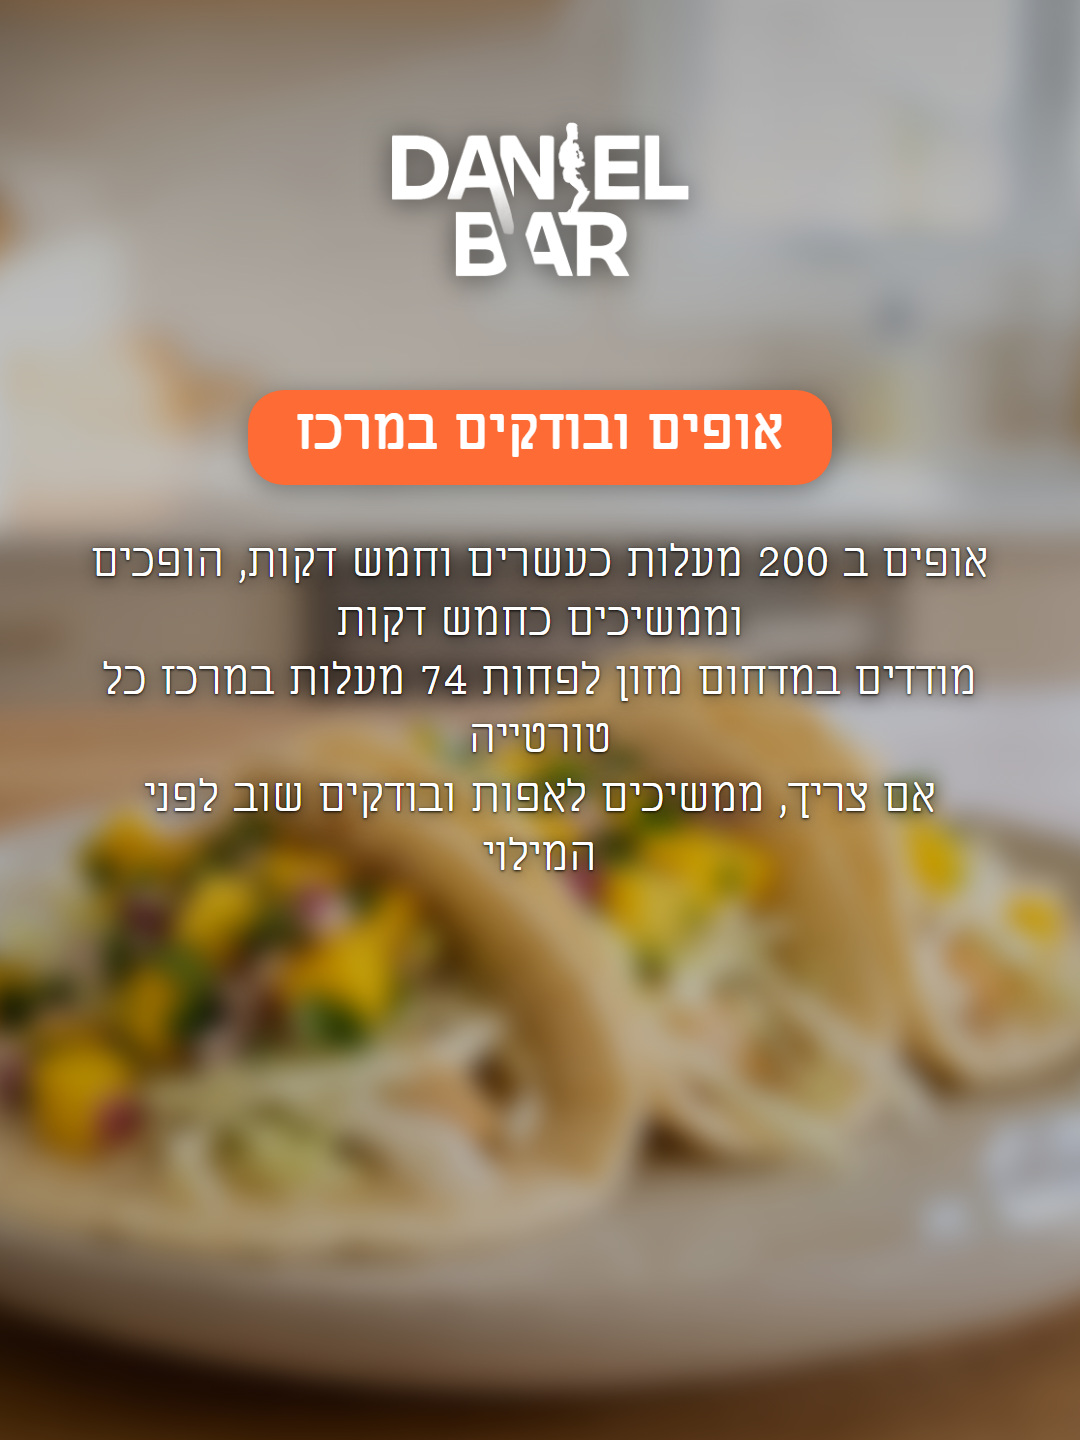 DANIEL
BAR
אופים ובודקים במרכז
אופים ב 200 מעלות כעשרים וחמש דקות, הופכים
וממשיכים כחמש דקות
מודדים במדחום מזון לפחות 74 מעלות במרכז כל
טורטייה
אם צריך, ממשיכים לאפות ובודקים שוב לפני
המילוי